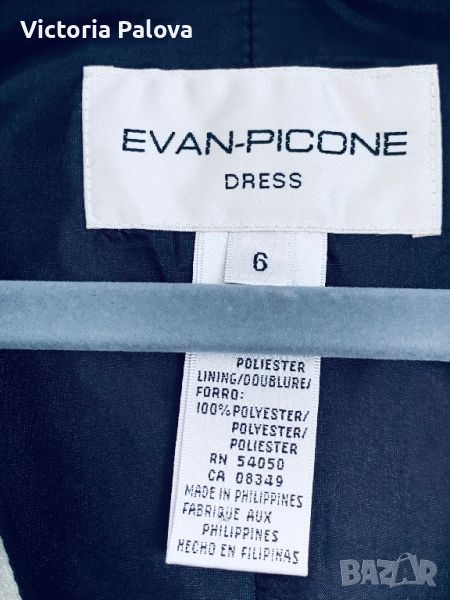 Victoria Palova
EVAN-PICONE
DRESS
6
POLIESTER
LINING/DOUBLURE/
FORRO:
100%POLYESTER/
POLYESTER/
POLIESTER
RN 54050
CA 08349
MADE IN PHILIPPINES
FABRIQUE AUX
PHILIPPINES
HECHO EN FILIPINAS
BAZAR